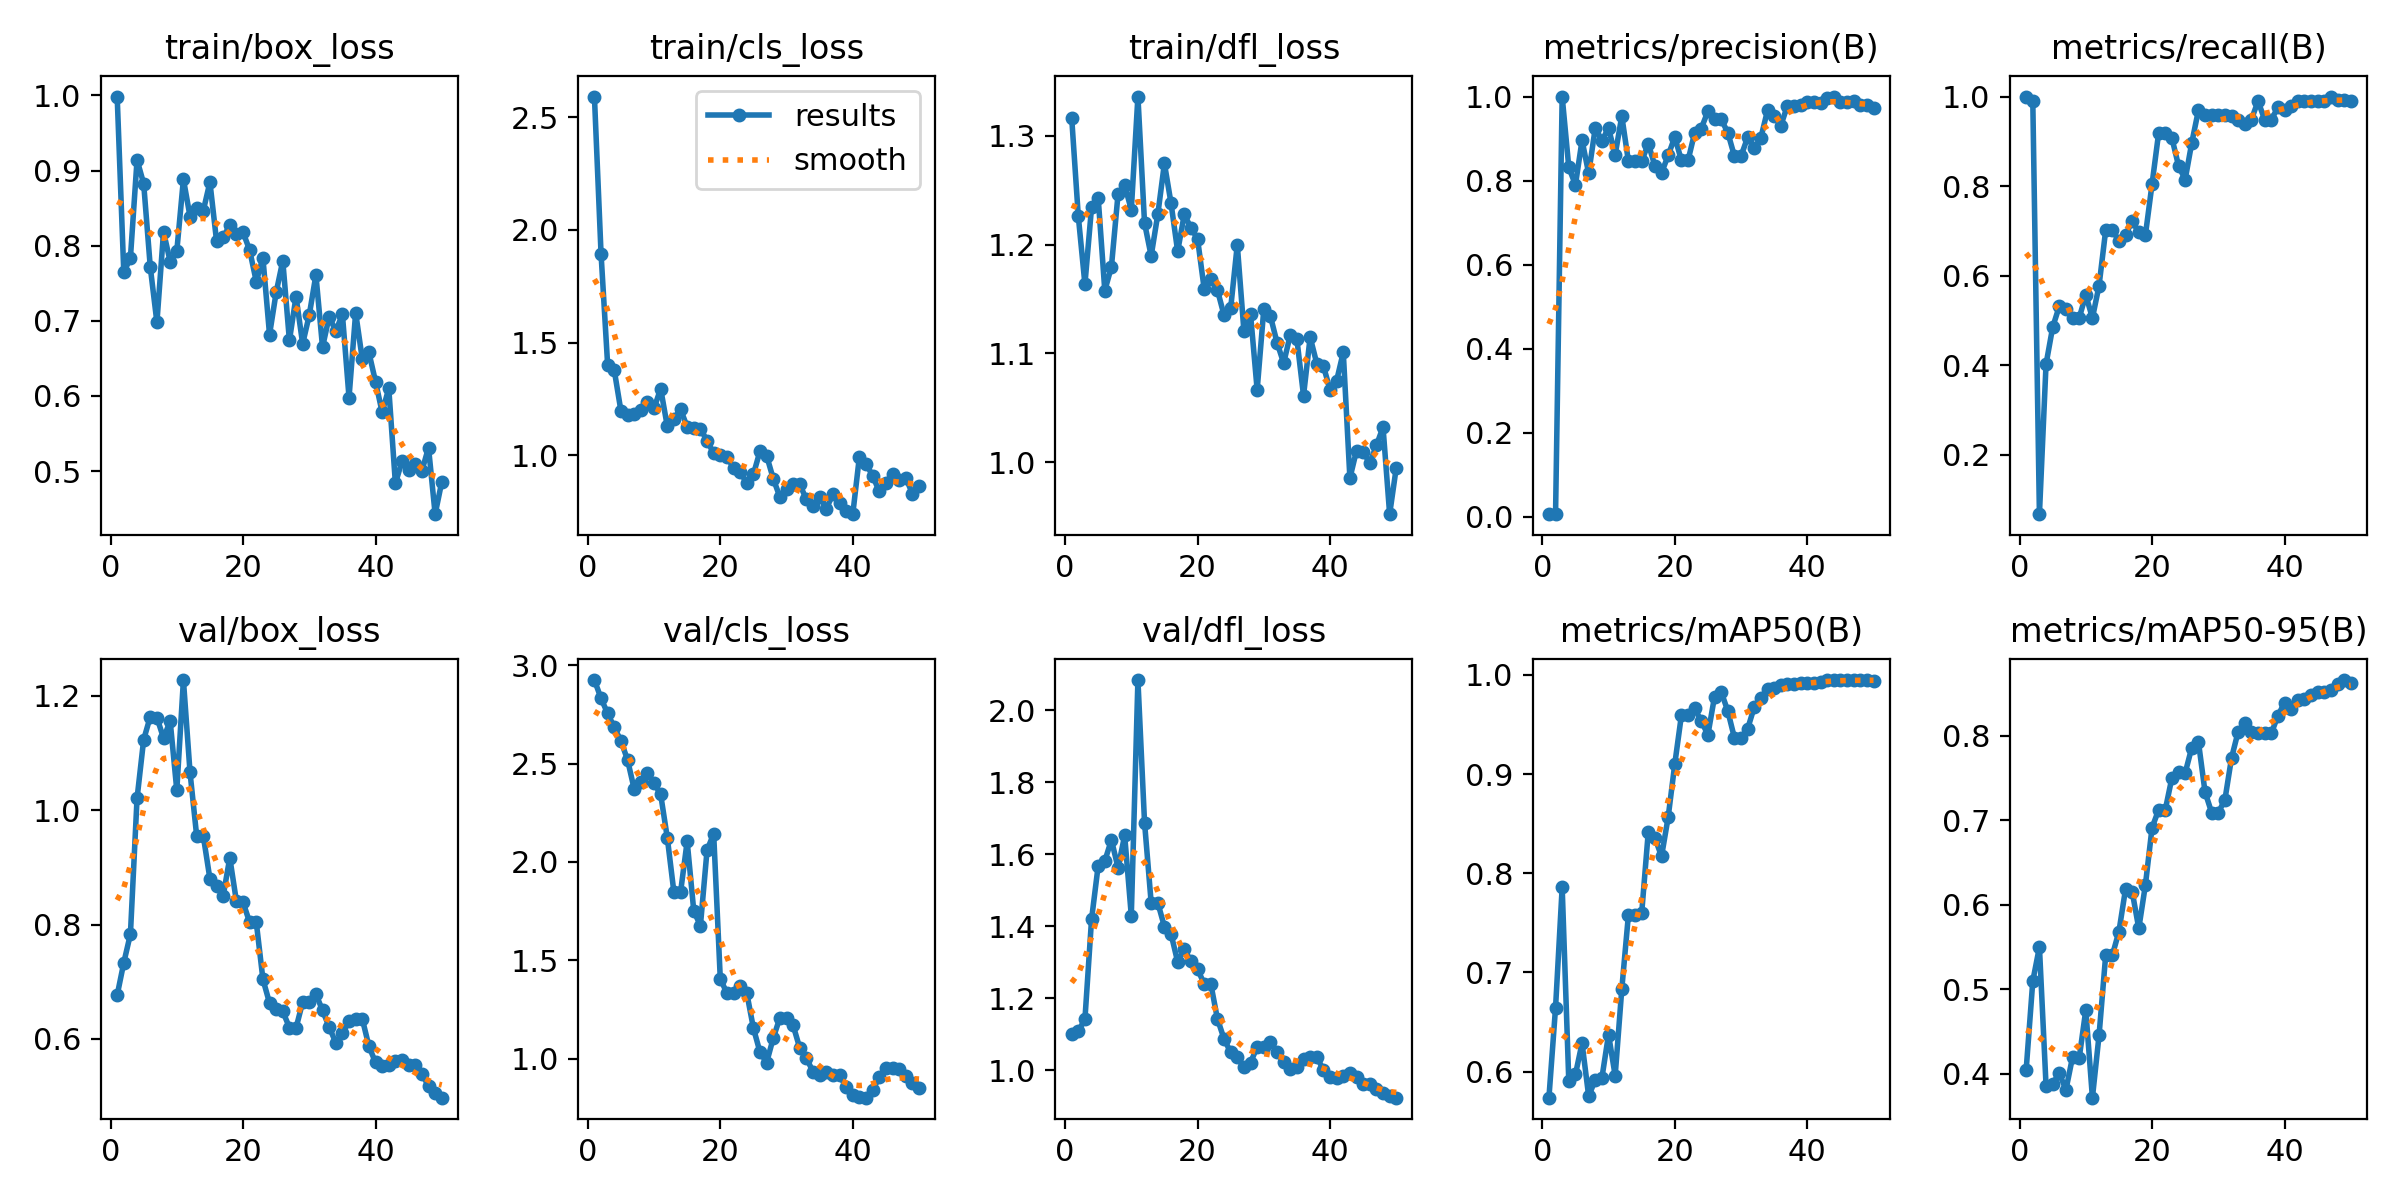 train/box_loss
1.0
0.9
0.8
0.7
0.6
0.5
0 20 40
train/cls_loss
results
smooth
2.5
2.0
1.5
1.0
0 20 40
train/dfl_loss
1.3
1.2
1.1
1.0
0 20 40
metrics/precision(B)
1.0
0.8
0.6
0.4
0.2
0.0
0 20 40
metrics/recall(B)
1.0
0.8
0.6
0.4
0.2
0 20 40
val/box_loss
1.2
1.0
0.8
0.6
0 20 40
val/cls_loss
3.0
2.5
2.0
1.5
1.0
0 20 40
val/dfl_loss
2.0
1.8
1.6
1.4
1.2
1.0
0 20 40
metrics/mAP50(B)
1.0
0.9
0.8
0.7
0.6
0 20 40
metrics/mAP50-95(B)
0.8
0.7
0.6
0.5
0.4
0 20 40